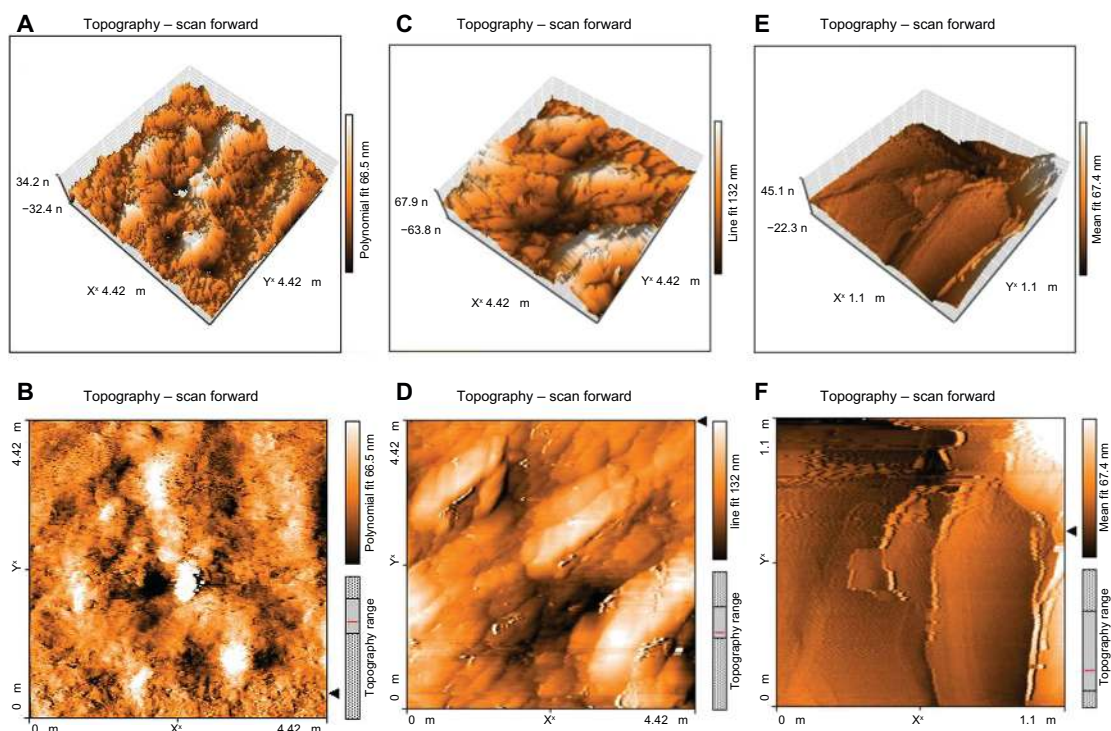 A
Topography – scan forward
34.2 n
−32.4 n
Xˣ 4.42 m
Yˣ 4.42 m
Polynomial fit 66.5 nm
C
Topography – scan forward
67.9 n
−63.8 n
Xˣ 4.42 m
Yˣ 4.42 m
Line fit 132 nm
E
Topography – scan forward
45.1 n
−22.3 n
Xˣ 1.1 m
Yˣ 1.1 m
Mean fit 67.4 nm
B
Topography – scan forward
4.42 m
Yˣ
0 m
0 m
Xˣ
4.42 m
Polynomial fit 66.5 nm
Topography range
D
Topography – scan forward
4.42 m
Yˣ
0 m
0 m
Xˣ
4.42 m
line fit 132 nm
Topography range
F
Topography – scan forward
1.1 m
Yˣ
0 m
0 m
Xˣ
1.1 m
Mean fit 67.4 nm
Topography range